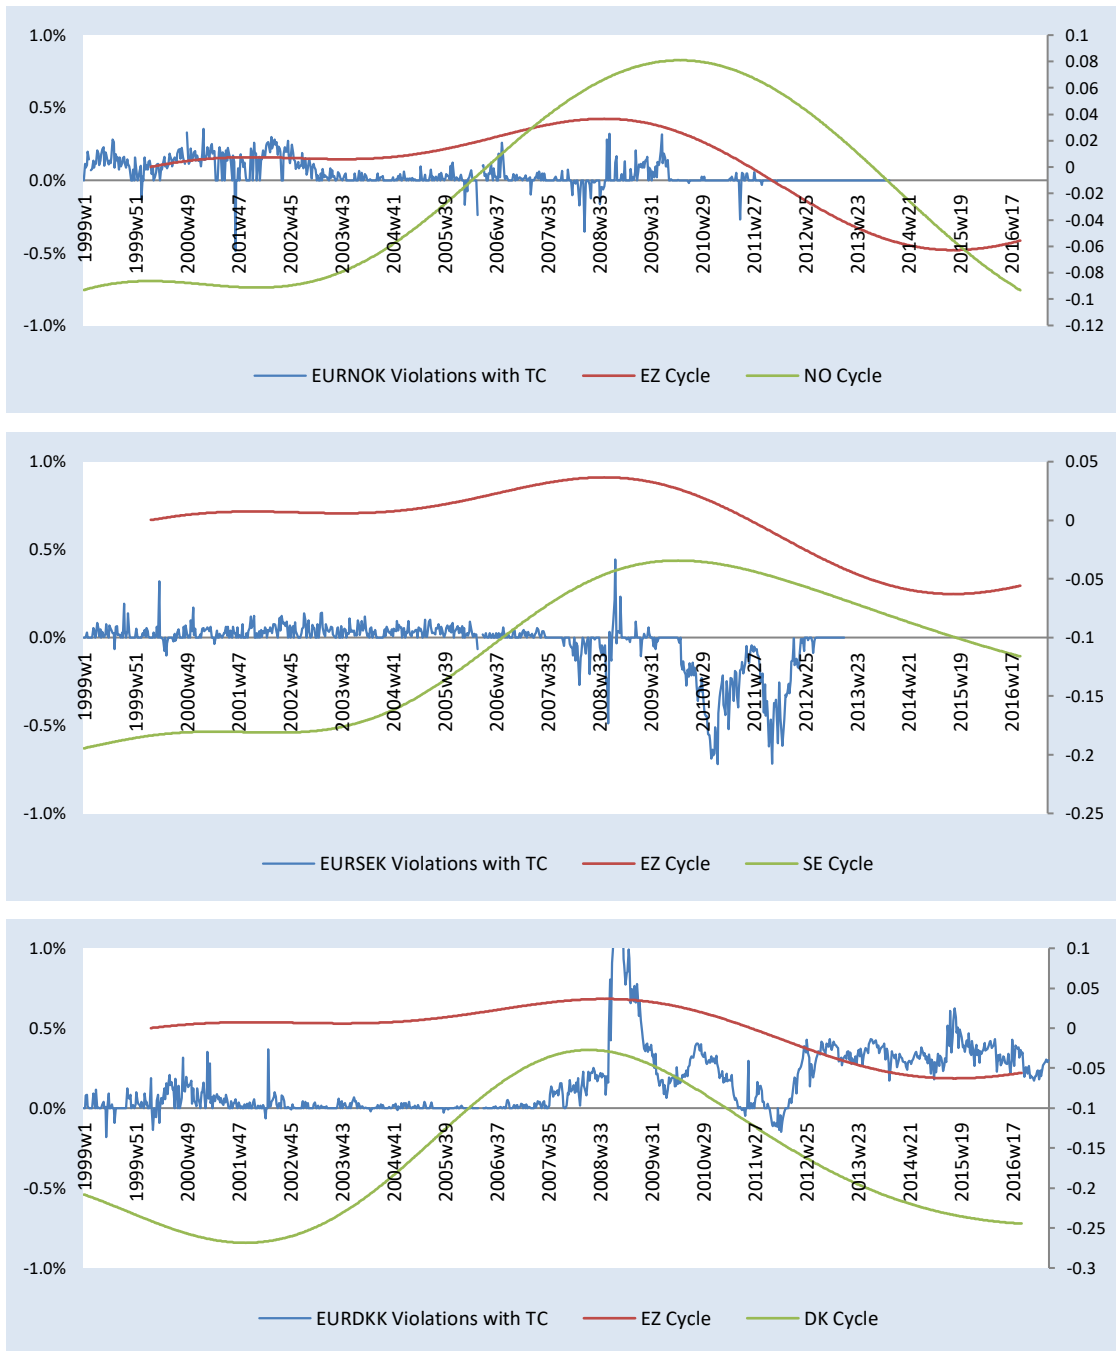 1.0%
0.5%
0.0%
-0.5%
-1.0%
0.1
0.08
0.06
0.04
0.02
0
-0.02
-0.04
-0.06
-0.08
-0.1
-0.12
1999w1
1999w51
2000w49
2001w47
2002w45
2003w43
2004w41
2005w39
2006w37
2007w35
2008w33
2009w31
2010w29
2011w27
2012w25
2013w23
2014w21
2015w19
2016w17
EURNOK Violations with TC EZ Cycle NO Cycle
1.0%
0.5%
0.0%
-0.5%
-1.0%
0.05
0
-0.05
-0.1
-0.15
-0.2
-0.25
1999w1
1999w51
2000w49
2001w47
2002w45
2003w43
2004w41
2005w39
2006w37
2007w35
2008w33
2009w31
2010w29
2011w27
2012w25
2013w23
2014w21
2015w19
2016w17
EURSEK Violations with TC EZ Cycle SE Cycle
1.0%
0.5%
0.0%
-0.5%
-1.0%
0.1
0.05
0
-0.05
-0.1
-0.15
-0.2
-0.25
-0.3
1999w1
1999w51
2000w49
2001w47
2002w45
2003w43
2004w41
2005w39
2006w37
2007w35
2008w33
2009w31
2010w29
2011w27
2012w25
2013w23
2014w21
2015w19
2016w17
EURDKK Violations with TC EZ Cycle DK Cycle